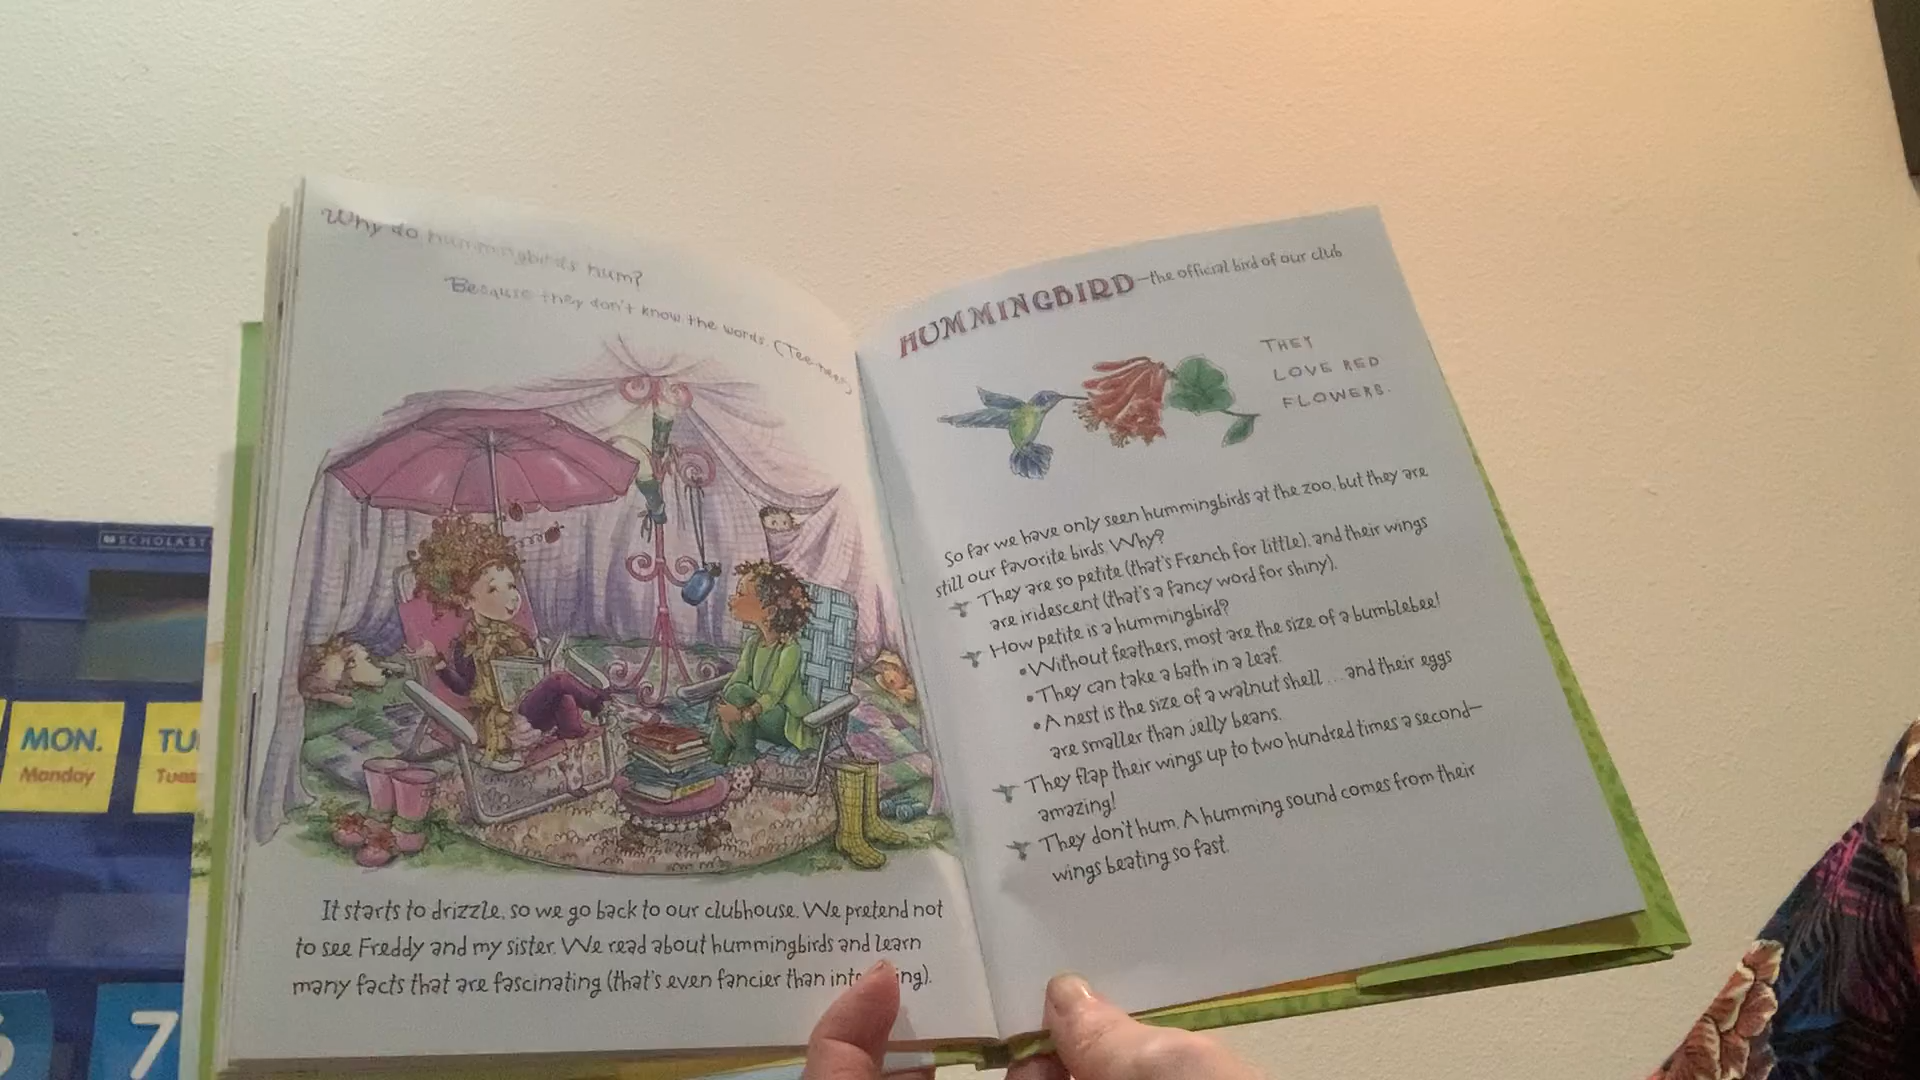 Why do hummingbirds hum?
Because they don't know the words. (Tee-hee!)
It starts to drizzle, so we go back to our clubhouse. We pretend not
to see Freddy and my sister. We read about hummingbirds and learn
many facts that are fascinating (that's even fancier than int ing).
HUMMINGBIRD—the official bird of our club
THEY
LOVE RED
FLOWERS.
So far we have only seen hummingbirds at the zoo, but they are
still our favorite birds. Why?
They are so petite (that's French for little), and their wings
are iridescent (that's a fancy word for shiny).
How petite is a hummingbird?
•Without feathers, most are the size of a bumblebee!
•They can take a bath in a leaf.
•A nest is the size of a walnut shell...and their eggs
are smaller than jelly beans.
They flap their wings up to two hundred times a second—
amazing!
They don't hum. A humming sound comes from their
wings beating so fast.
SCHOLAST
MON.
Monday
TU
Tues
6
7